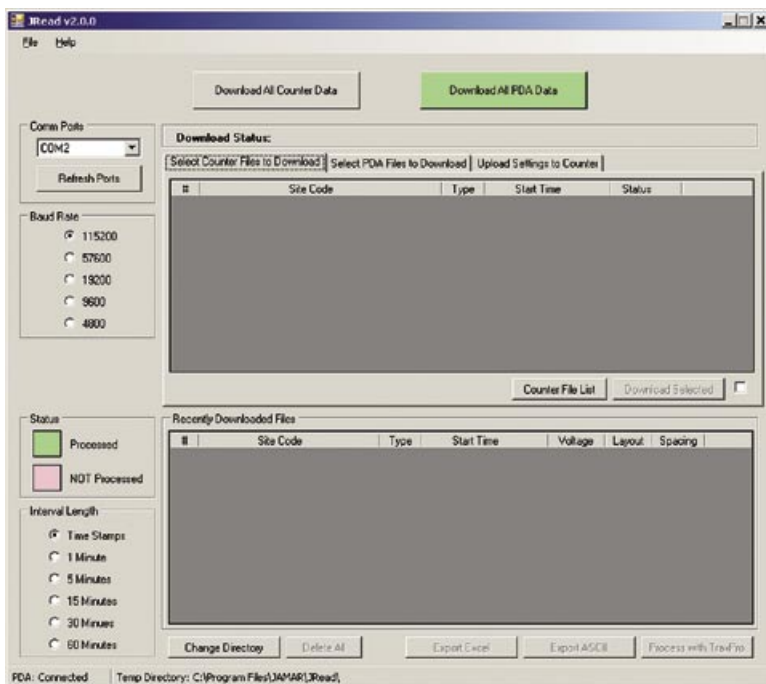 JRead v2.0.0
File Help
Download All Counter Data
Download All PDA Data
Comm Ports
COM2
Refresh Ports
Download Status:
Select Counter Files to Download
Select PDA Files to Download
Upload Settings to Counter
# Site Code Type Start Time Status
Baud Rate
115200
57600
19200
9600
4800
Counter File List
Download Selected
Status
Processed
NOT Processed
Recently Downloaded Files
# Site Code Type Start Time Voltage Layout Spacing
Interval Length
Time Stamps
1 Minute
5 Minutes
15 Minutes
30 Minues
60 Minutes
Change Directory
Delete All
Export Excel
Export ASCII
Process with TraxPro
PDA: Connected
Temp Directory: C:\Program Files\JAMAR\JRead\,